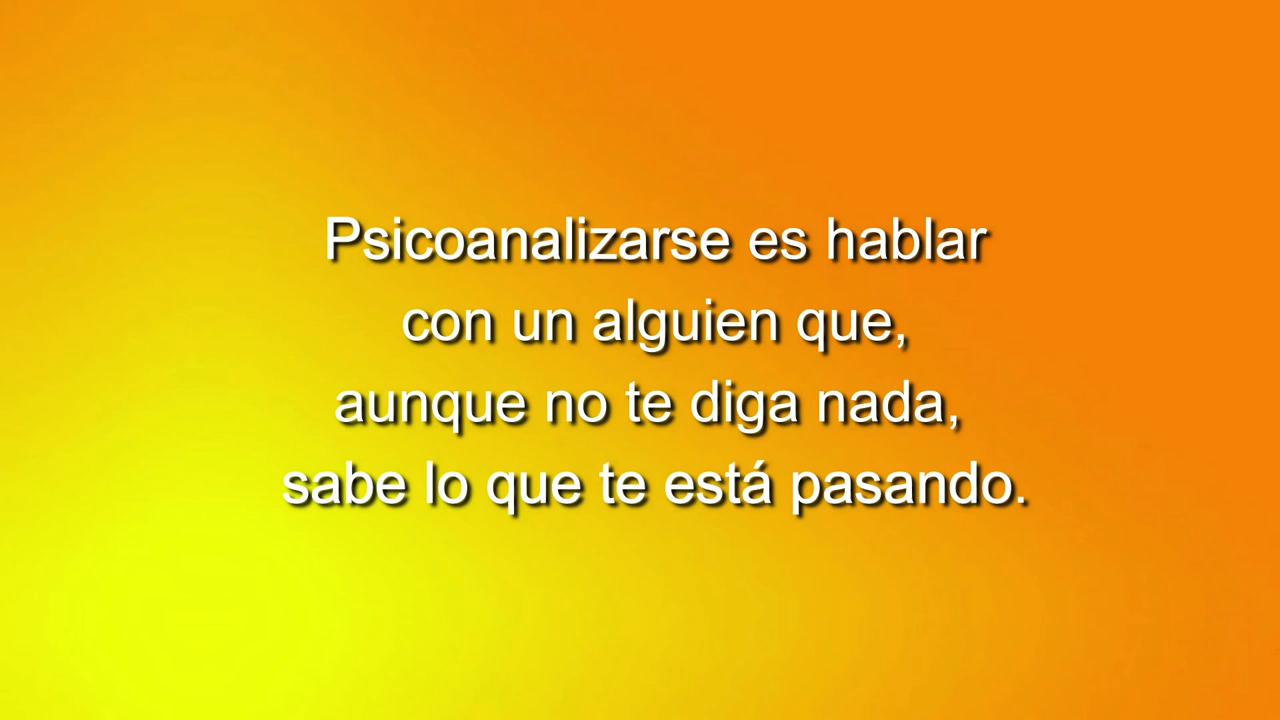 Psicoanalizarse es hablar
con un alguien que,
aunque no te diga nada,
sabe lo que te está pasando.